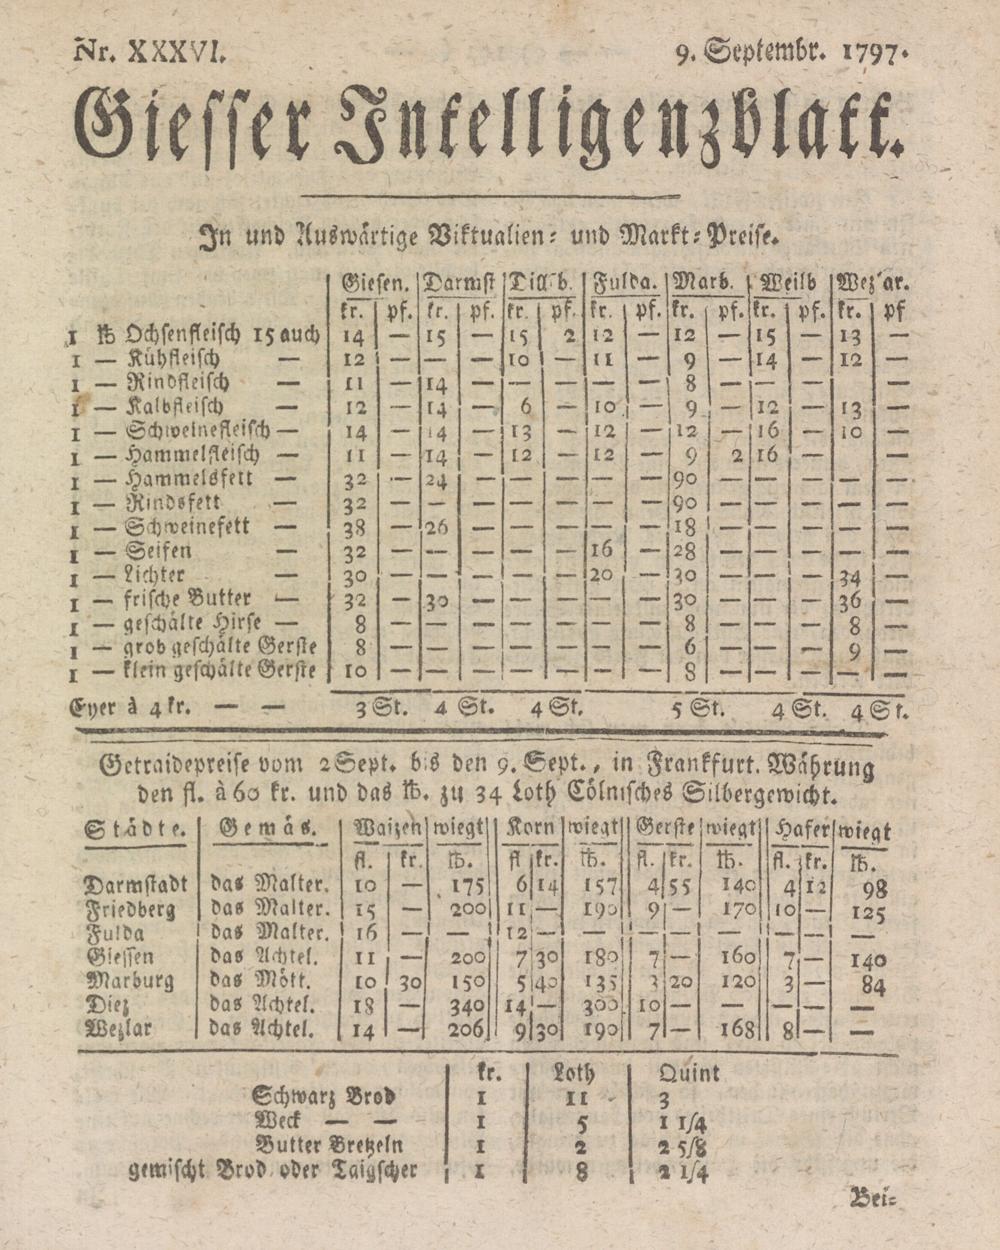 Nr. XXXVI. 9. Septembr. 1797.
Giesser Intelligenzblatt.
In und Auswärtige Viktualien- und Markt-Preise.
Giesen. Darmst Dill b. Fulda. Marb. Weilb Wez'ar.
kr. pf. kr. pf. kr. pf. kr. pf. kr. pf. kr. pf. kr. pf
1 ℔ Ochsenfleisch 15 auch 14 — 15 — 15 2 12 — 12 — 15 — 13 —
1 — Kühfleisch — 12 — — — 10 — 11 — 9 — 14 — 12 —
1 — Rindfleisch — 11 — 14 — — — — — 8 — — — — —
1 — Kalbfleisch — 12 — 14 — 6 — 10 — 9 — 12 — 13 —
1 — Schweinefleisch — 14 — 14 — 13 — 12 — 12 — 16 — 10 —
1 — Hammelfleisch — 11 — 14 — 12 — 12 — 9 2 16 — — —
1 — Hammelsfett — 32 — 24 — — — — — 90 — — — — —
1 — Rindsfett — 32 — — — — — — — 90 — — — — —
1 — Schweinefett — 38 — 26 — — — — — 18 — — — — —
1 — Seifen — 32 — — — — — 16 — 28 — — — — —
1 — Lichter — 30 — — — — — 20 — 30 — — — 34 —
1 — frische Butter — 32 — 30 — — — — — 30 — — — 36 —
1 — geschälte Hirse — 8 — — — — — — — 8 — — — 8 —
1 — grob geschälte Gerste 8 — — — — — — — 6 — — — 9 —
1 — klein geschälte Gerste 10 — — — — — — — 8 — — — — —
Eyer à 4 kr. — — 3 St. 4 St. 4 St. 5 St. 4 St. 4 St.
Getraidepreise vom 2 Sept. bis den 9. Sept., in Frankfurt. Währung
den fl. à 60 kr. und das ℔. zu 34 Loth Cölnisches Silbergewicht.
Städte. Gemäs. Waizen wiegt Korn wiegt Gerste wiegt Hafer wiegt
fl. kr. ℔. fl kr. ℔. fl. kr. ℔. fl. kr. ℔.
Darmstadt das Malter. 10 — 175 6 14 157 4 55 140 4 12 98
Friedberg das Malter. 15 — 200 11 — 190 9 — 170 10 — 125
Fulda das Malter. 16 — — 12 — — — — — — — —
Giessen das Achtel. 11 — 200 7 30 180 7 — 160 7 — 140
Marburg das Mött. 10 30 150 5 40 135 3 20 120 3 — 84
Diez das Achtel. 18 — 340 14 — 300 10 — — — — —
Wezlar das Achtel. 14 — 206 9 30 190 7 — 168 8 — —
kr. Loth Quint
Schwarz Brod 1 11 3
Weck — — 1 5 1 1/4
Butter Bretzeln 1 2 2 5/8
gemischt Brod oder Taigscher 1 8 2 1/4
Bei-